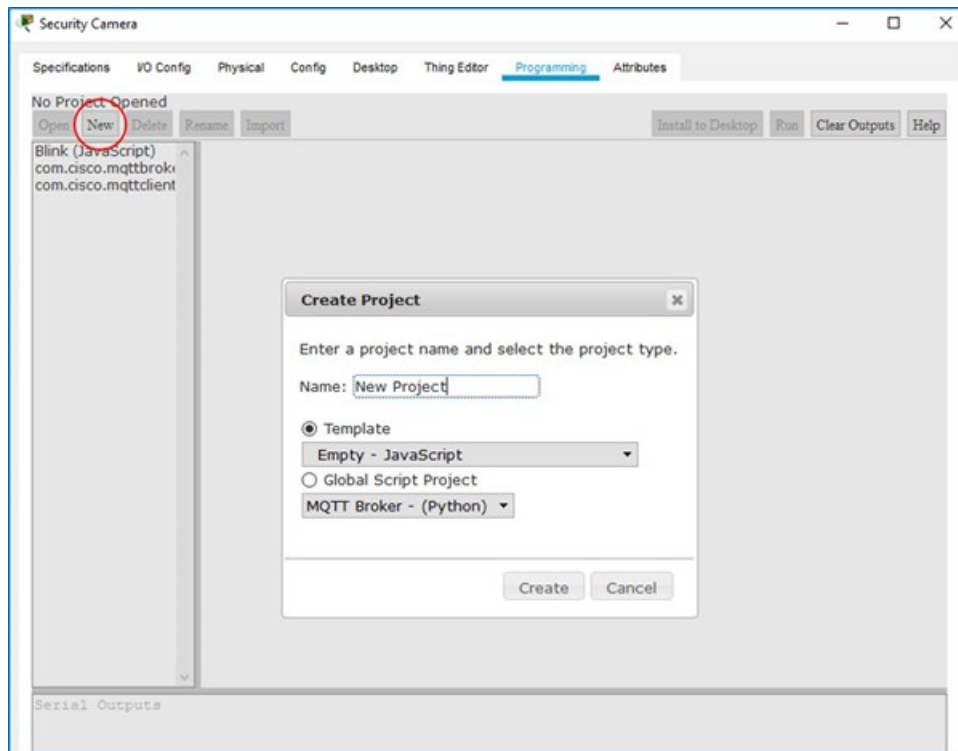 Security Camera
Specifications I/O Config Physical Config Desktop Thing Editor Programming Attributes
No Project Opened
Open New Delete Rename Import Install to Desktop Run Clear Outputs Help
Blink (JavaScript)
com.cisco.mqttbroke
com.cisco.mqttclient
Create Project
Enter a project name and select the project type.
Name: New Project
Template
Empty - JavaScript
Global Script Project
MQTT Broker - (Python)
Create Cancel
Serial Outputs